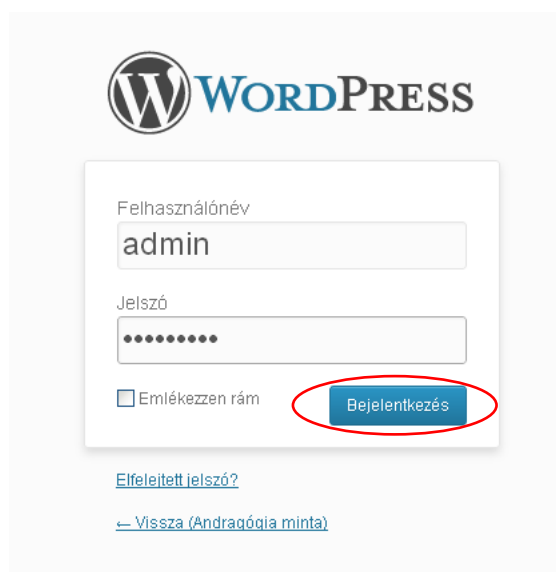 WORDPRESS
Felhasználónév
admin
Jelszó
•••••••••
Emlékezzen rám
Bejelentkezés
Elfelejtett jelszó?
← Vissza (Andragógia minta)